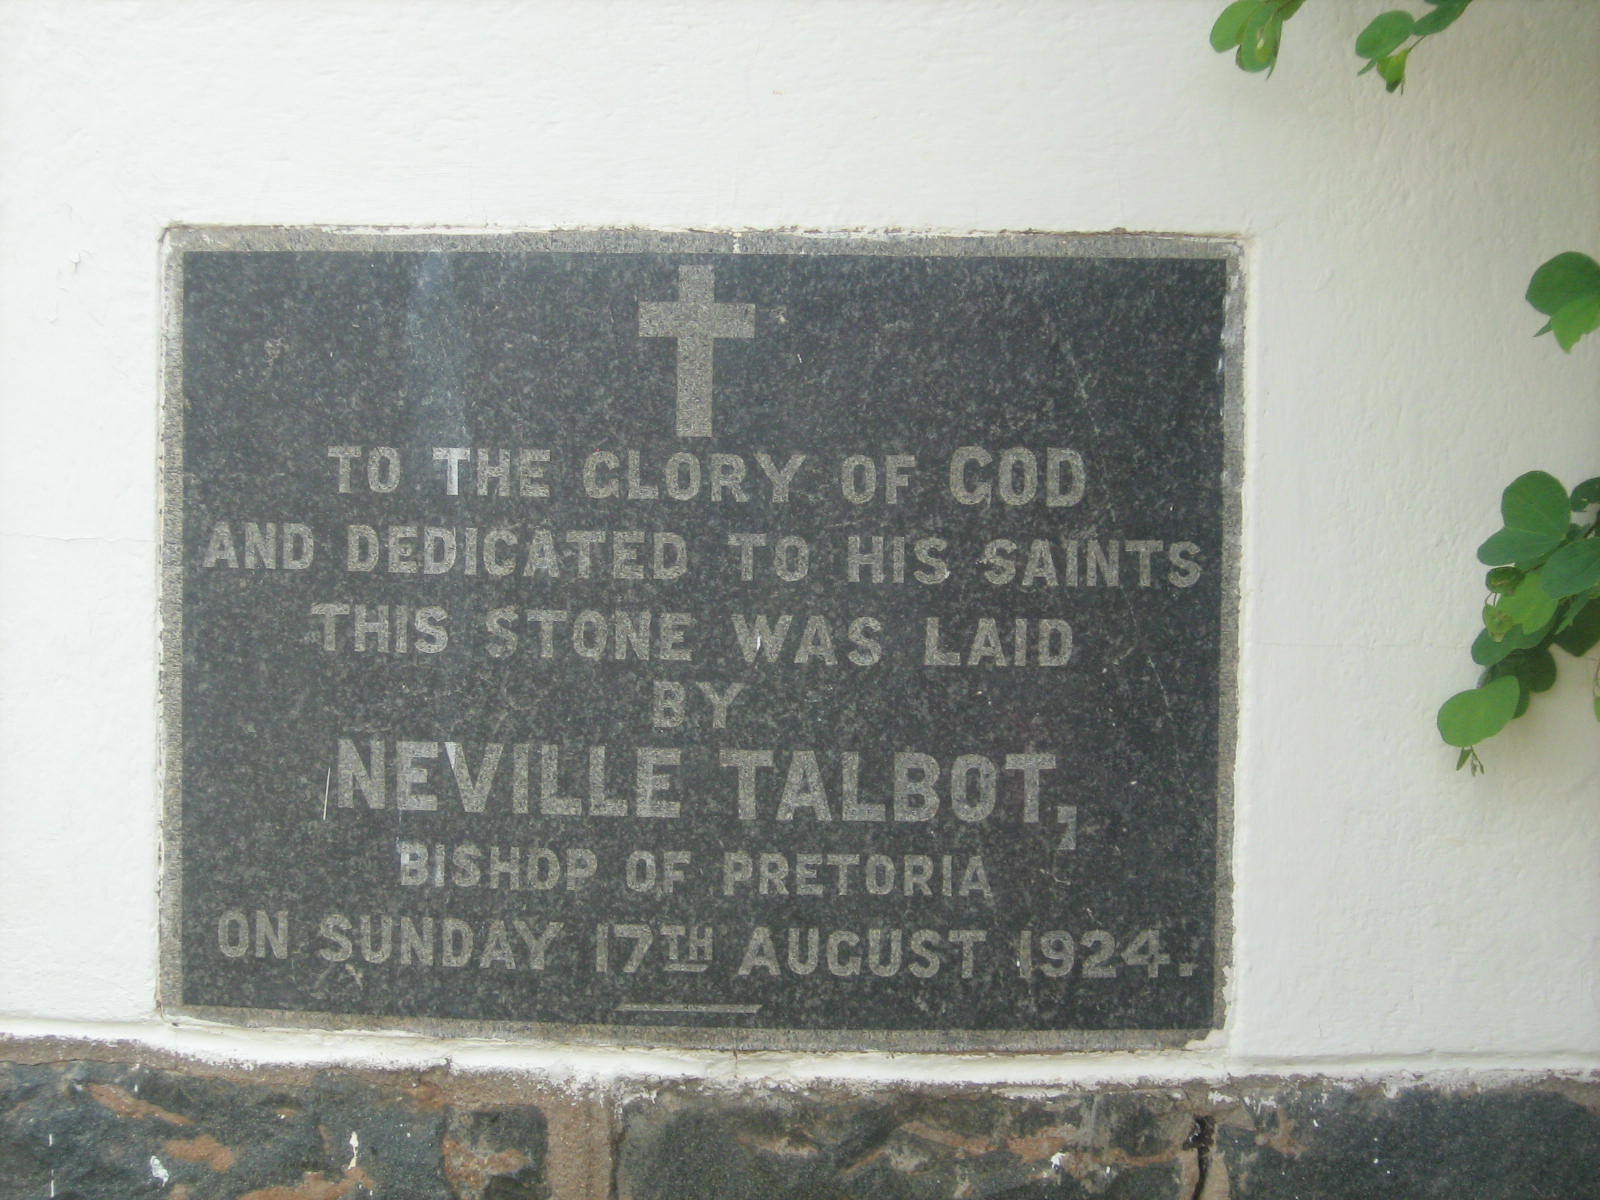 TO THE GLORY OF GOD
AND DEDICATED TO HIS SAINTS
THIS STONE WAS LAID
BY
NEVILLE TALBOT,
BISHOP OF PRETORIA
ON SUNDAY 17TH AUGUST 1924.